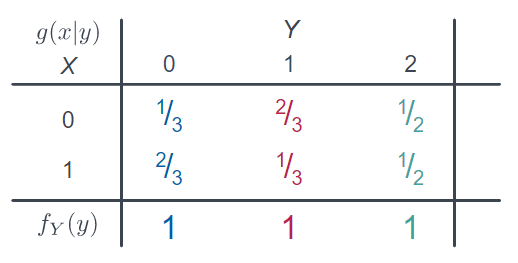 g(x|y) Y
X 0 1 2
0 1/3 2/3 1/2
1 2/3 1/3 1/2
f_Y(y) 1 1 1